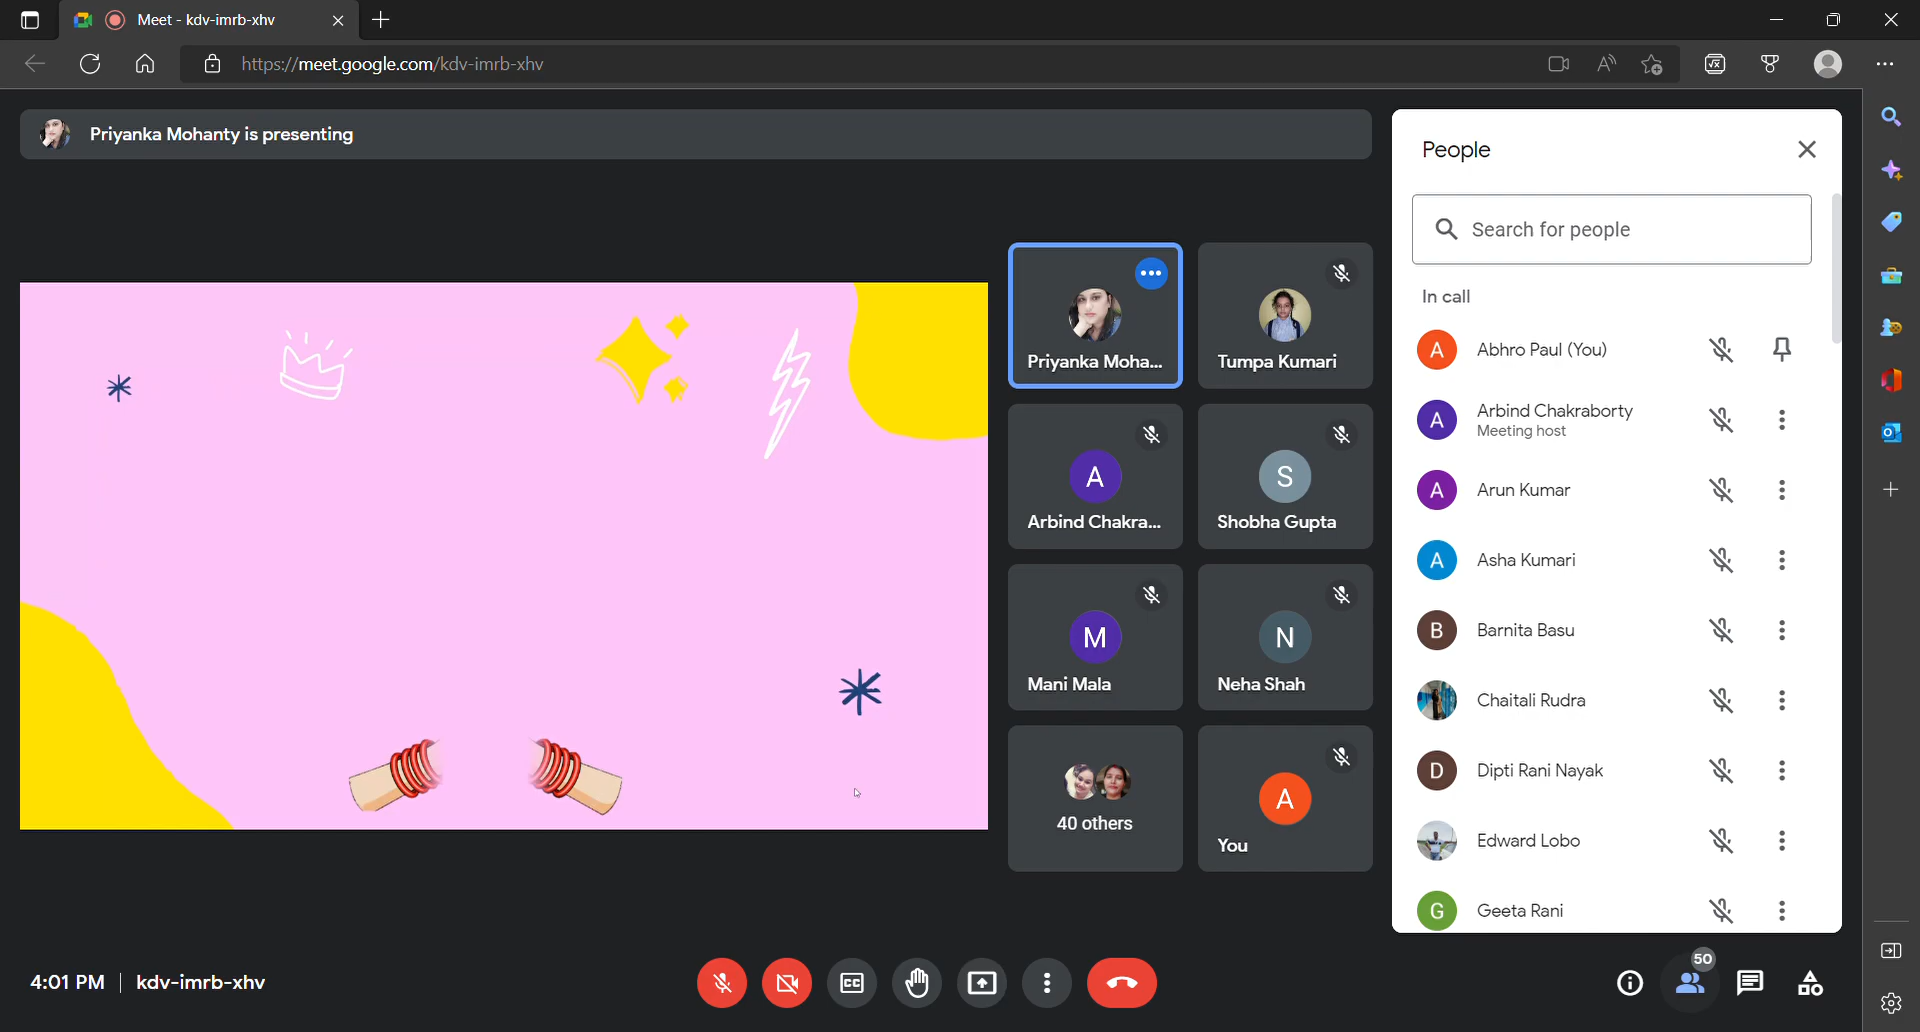 Meet - kdv-imrb-xhv
https://meet.google.com/kdv-imrb-xhv
Priyanka Mohanty is presenting
Priyanka Moha...
Tumpa Kumari
A
Arbind Chakra...
S
Shobha Gupta
M
Mani Mala
N
Neha Shah
40 others
A
You
People
Search for people
In call
A Abhro Paul (You)
A Arbind Chakraborty
Meeting host
A Arun Kumar
A Asha Kumari
B Barnita Basu
Chaitali Rudra
D Dipti Rani Nayak
Edward Lobo
G Geeta Rani
4:01 PM | kdv-imrb-xhv
CC
50